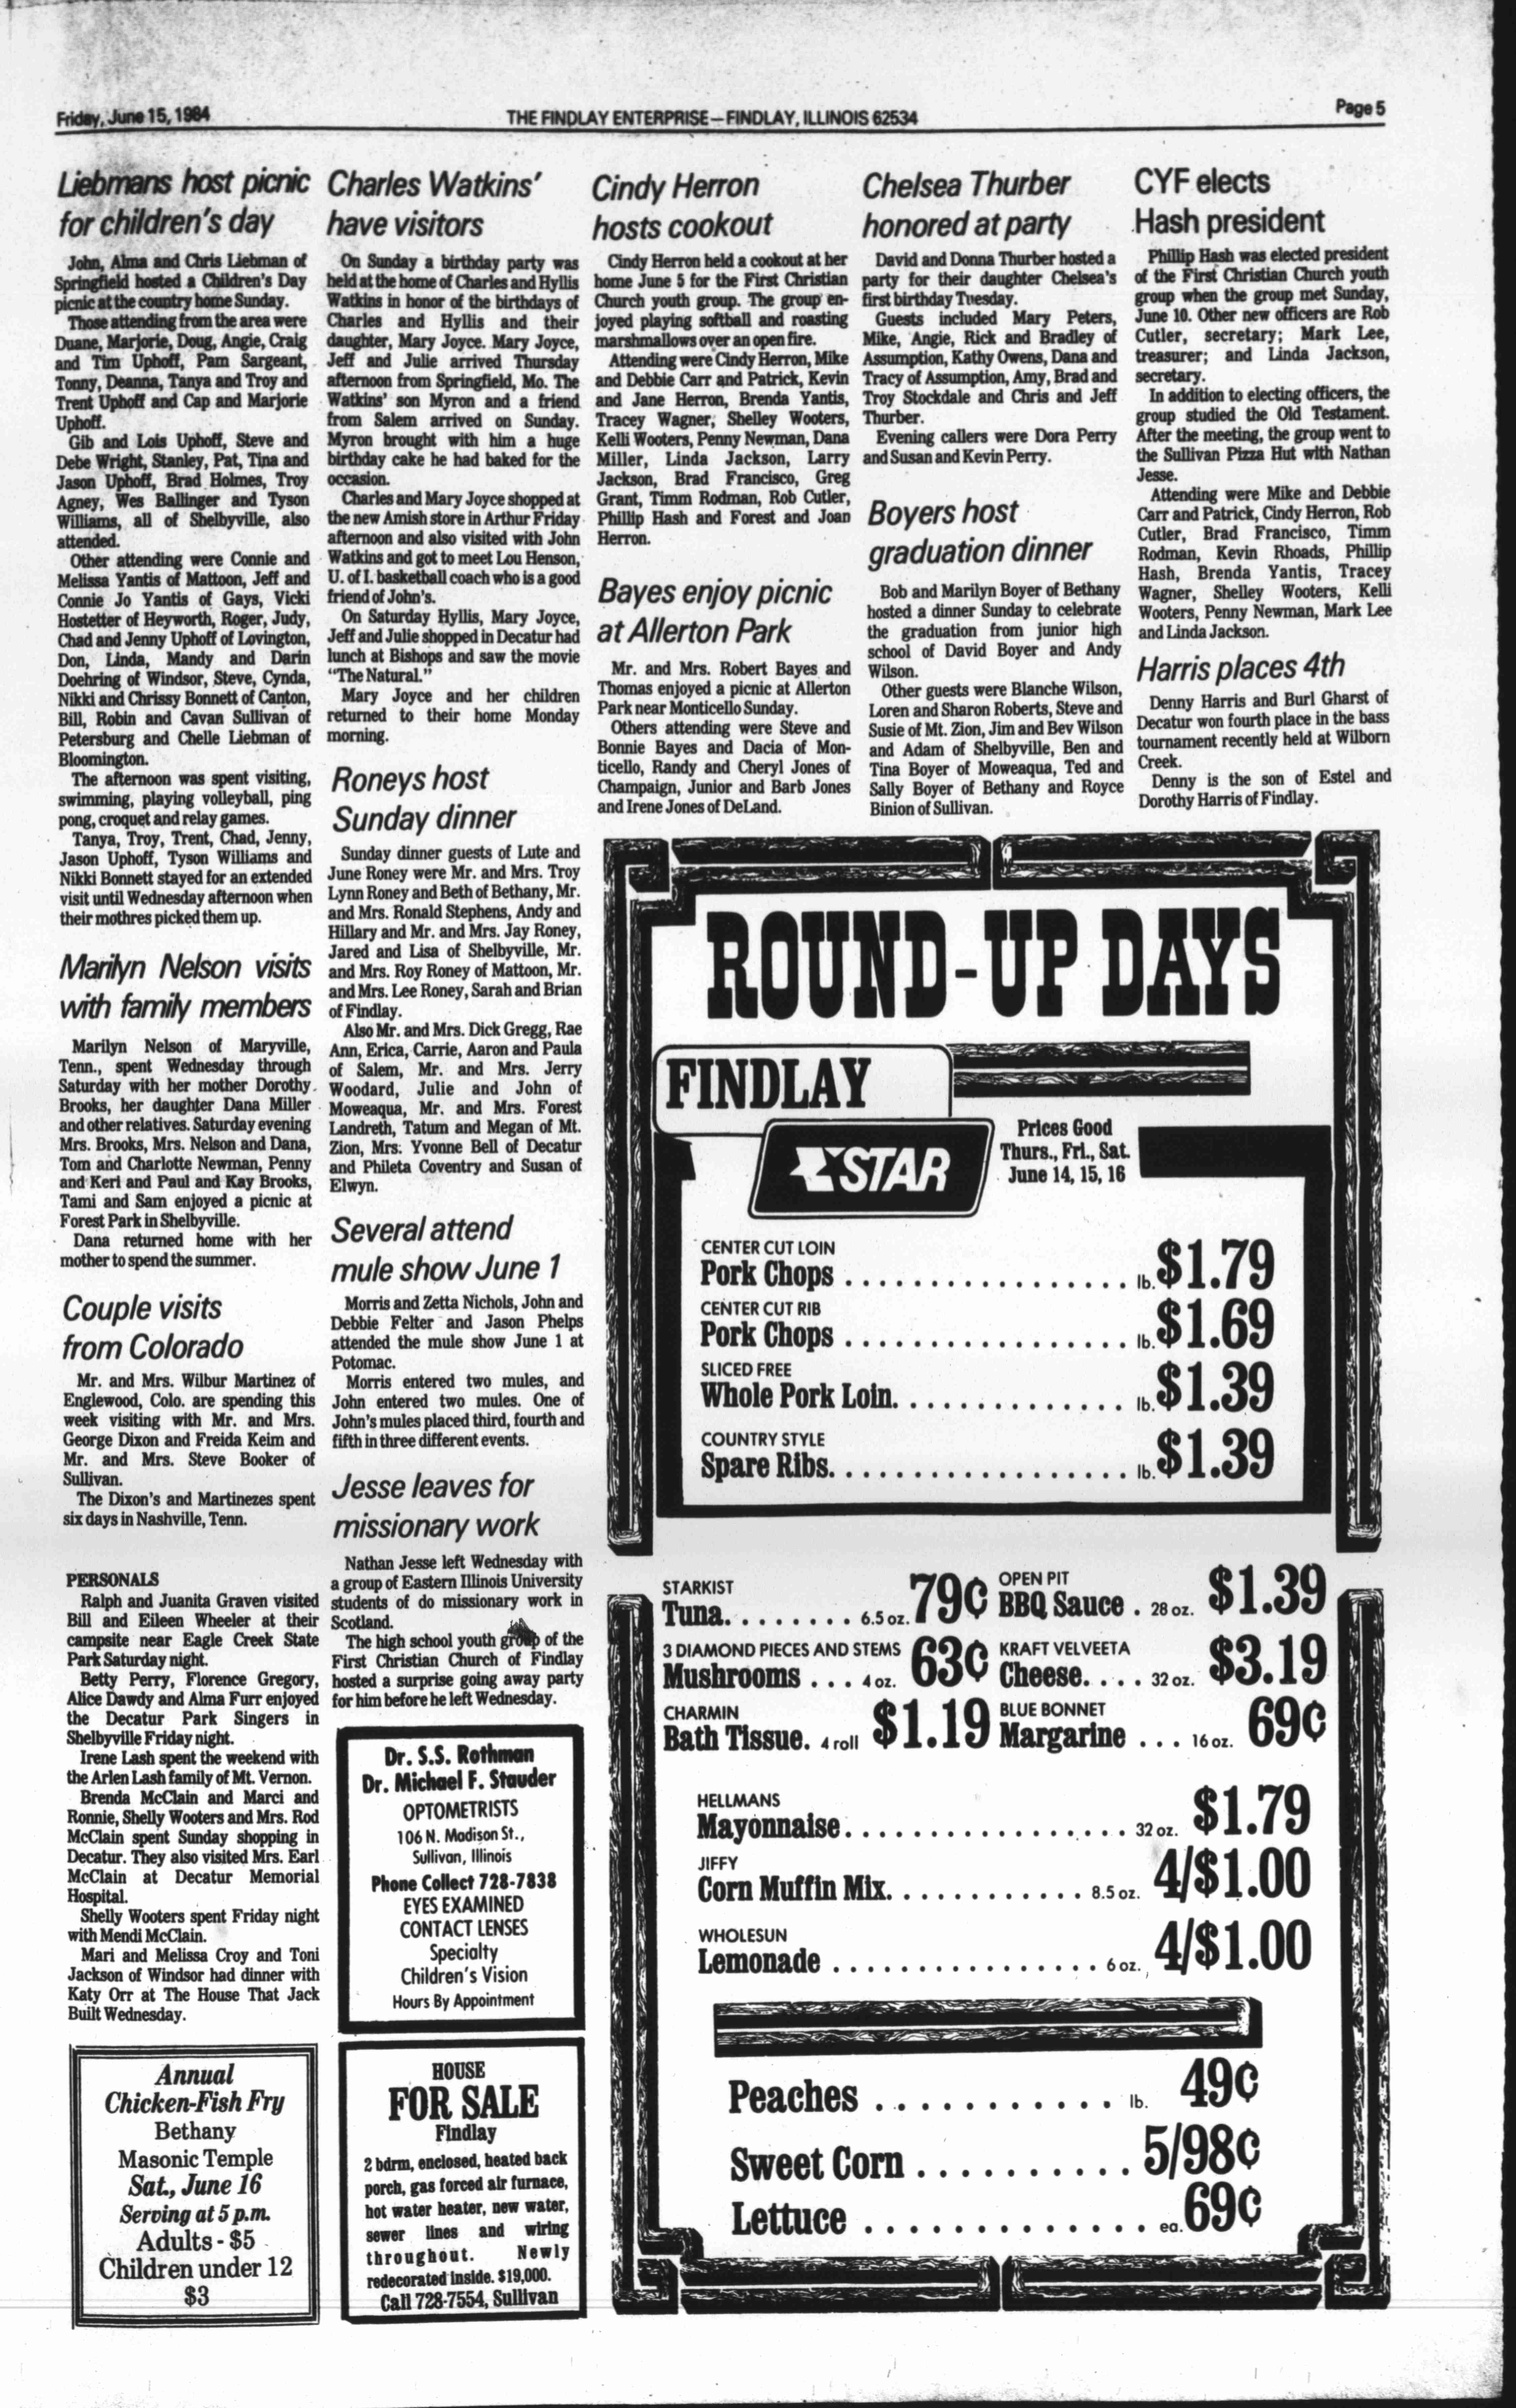 Friday, June 15, 1984
THE FINDLAY ENTERPRISE—FINDLAY, ILLINOIS 62534
Page 5
Liebmans host picnic
for children's day
John, Alma and Chris Liebman of
Springfield hosted a Children's Day
picnic at the country home Sunday.
Those attending from the area were
Duane, Marjorie, Doug, Angie, Craig
and Tim Uphoff, Pam Sargeant,
Tonny, Deanna, Tanya and Troy and
Trent Uphoff and Cap and Marjorie
Uphoff.
Gib and Lois Uphoff, Steve and
Debe Wright, Stanley, Pat, Tina and
Jason Uphoff, Brad Holmes, Troy
Agney, Wes Ballinger and Tyson
Williams, all of Shelbyville, also
attended.
Other attending were Connie and
Melissa Yantis of Mattoon, Jeff and
Connie Jo Yantis of Gays, Vicki
Hostetter of Heyworth, Roger, Judy,
Chad and Jenny Uphoff of Lovington,
Don, Linda, Mandy and Darin
Doehring of Windsor, Steve, Cynda,
Nikki and Chrissy Bonnett of Canton,
Bill, Robin and Cavan Sullivan of
Petersburg and Chelle Liebman of
Bloomington.
The afternoon was spent visiting,
swimming, playing volleyball, ping
pong, croquet and relay games.
Tanya, Troy, Trent, Chad, Jenny,
Jason Uphoff, Tyson Williams and
Nikki Bonnett stayed for an extended
visit until Wednesday afternoon when
their mothres picked them up.
Marilyn Nelson visits
with family members
Marilyn Nelson of Maryville,
Tenn., spent Wednesday through
Saturday with her mother Dorothy
Brooks, her daughter Dana Miller
and other relatives. Saturday evening
Mrs. Brooks, Mrs. Nelson and Dana,
Tom and Charlotte Newman, Penny
and Keri and Paul and Kay Brooks,
Tami and Sam enjoyed a picnic at
Forest Park in Shelbyville.
Dana returned home with her
mother to spend the summer.
Couple visits
from Colorado
Mr. and Mrs. Wilbur Martinez of
Englewood, Colo. are spending this
week visiting with Mr. and Mrs.
George Dixon and Freida Keim and
Mr. and Mrs. Steve Booker of
Sullivan.
The Dixon's and Martinezes spent
six days in Nashville, Tenn.
PERSONALS
Ralph and Juanita Graven visited
Bill and Eileen Wheeler at their
campsite near Eagle Creek State
Park Saturday night.
Betty Perry, Florence Gregory,
Alice Dawdy and Alma Furr enjoyed
the Decatur Park Singers in
Shelbyville Friday night.
Irene Lash spent the weekend with
the Arlen Lash family of Mt. Vernon.
Brenda McClain and Marci and
Ronnie, Shelly Wooters and Mrs. Rod
McClain spent Sunday shopping in
Decatur. They also visited Mrs. Earl
McClain at Decatur Memorial
Hospital.
Shelly Wooters spent Friday night
with Mendi McClain.
Mari and Melissa Croy and Toni
Jackson of Windsor had dinner with
Katy Orr at The House That Jack
Built Wednesday.
Annual
Chicken-Fish Fry
Bethany
Masonic Temple
Sat., June 16
Serving at 5 p.m.
Adults - $5
Children under 12
$3
Charles Watkins'
have visitors
On Sunday a birthday party was
held at the home of Charles and Hyllis
Watkins in honor of the birthdays of
Charles and Hyllis and their
daughter, Mary Joyce. Mary Joyce,
Jeff and Julie arrived Thursday
afternoon from Springfield, Mo. The
Watkins' son Myron and a friend
from Salem arrived on Sunday.
Myron brought with him a huge
birthday cake he had baked for the
occasion.
Charles and Mary Joyce shopped at
the new Amish store in Arthur Friday
afternoon and also visited with John
Watkins and got to meet Lou Henson,
U. of I. basketball coach who is a good
friend of John's.
On Saturday Hyllis, Mary Joyce,
Jeff and Julie shopped in Decatur had
lunch at Bishops and saw the movie
"The Natural."
Mary Joyce and her children
returned to their home Monday
morning.
Roneys host
Sunday dinner
Sunday dinner guests of Lute and
June Roney were Mr. and Mrs. Troy
Lynn Roney and Beth of Bethany, Mr.
and Mrs. Ronald Stephens, Andy and
Hillary and Mr. and Mrs. Jay Roney,
Jared and Lisa of Shelbyville, Mr.
and Mrs. Roy Roney of Mattoon, Mr.
and Mrs. Lee Roney, Sarah and Brian
of Findlay.
Also Mr. and Mrs. Dick Gregg, Rae
Ann, Erica, Carrie, Aaron and Paula
of Salem, Mr. and Mrs. Jerry
Woodard, Julie and John of
Moweaqua, Mr. and Mrs. Forest
Landreth, Tatum and Megan of Mt.
Zion, Mrs. Yvonne Bell of Decatur
and Phileta Coventry and Susan of
Elwyn.
Several attend
mule show June 1
Morris and Zetta Nichols, John and
Debbie Felter and Jason Phelps
attended the mule show June 1 at
Potomac.
Morris entered two mules, and
John entered two mules. One of
John's mules placed third, fourth and
fifth in three different events.
Jesse leaves for
missionary work
Nathan Jesse left Wednesday with
a group of Eastern Illinois University
students of do missionary work in
Scotland.
The high school youth group of the
First Christian Church of Findlay
hosted a surprise going away party
for him before he left Wednesday.
Dr. S.S. Rothman
Dr. Michael F. Stauder
OPTOMETRISTS
106 N. Madison St.,
Sullivan, Illinois
Phone Collect 728-7838
EYES EXAMINED
CONTACT LENSES
Specialty
Children's Vision
Hours By Appointment
HOUSE
FOR SALE
Findlay
2 bdrm, enclosed, heated back
porch, gas forced air furnace,
hot water heater, new water,
sewer lines and wiring
throughout. Newly
redecorated inside. $19,000.
Call 728-7554, Sullivan
Cindy Herron
hosts cookout
Cindy Herron held a cookout at her
home June 5 for the First Christian
Church youth group. The group en-
joyed playing softball and roasting
marshmallows over an open fire.
Attending were Cindy Herron, Mike
and Debbie Carr and Patrick, Kevin
and Jane Herron, Brenda Yantis,
Tracey Wagner, Shelley Wooters,
Kelli Wooters, Penny Newman, Dana
Miller, Linda Jackson, Larry
Jackson, Brad Francisco, Greg
Grant, Timm Rodman, Rob Cutler,
Phillip Hash and Forest and Joan
Herron.
Bayes enjoy picnic
at Allerton Park
Mr. and Mrs. Robert Bayes and
Thomas enjoyed a picnic at Allerton
Park near Monticello Sunday.
Others attending were Steve and
Bonnie Bayes and Dacia of Mon-
ticello, Randy and Cheryl Jones of
Champaign, Junior and Barb Jones
and Irene Jones of DeLand.
Chelsea Thurber
honored at party
David and Donna Thurber hosted a
party for their daughter Chelsea's
first birthday Tuesday.
Guests included Mary Peters,
Mike, Angie, Rick and Bradley of
Assumption, Kathy Owens, Dana and
Tracy of Assumption, Amy, Brad and
Troy Stockdale and Chris and Jeff
Thurber.
Evening callers were Dora Perry
and Susan and Kevin Perry.
Boyers host
graduation dinner
Bob and Marilyn Boyer of Bethany
hosted a dinner Sunday to celebrate
the graduation from junior high
school of David Boyer and Andy
Wilson.
Other guests were Blanche Wilson,
Loren and Sharon Roberts, Steve and
Susie of Mt. Zion, Jim and Bev Wilson
and Adam of Shelbyville, Ben and
Tina Boyer of Moweaqua, Ted and
Sally Boyer of Bethany and Royce
Binion of Sullivan.
CYF elects
Hash president
Phillip Hash was elected president
of the First Christian Church youth
group when the group met Sunday,
June 10. Other new officers are Rob
Cutler, secretary; Mark Lee,
treasurer; and Linda Jackson,
secretary.
In addition to electing officers, the
group studied the Old Testament.
After the meeting, the group went to
the Sullivan Pizza Hut with Nathan
Jesse.
Attending were Mike and Debbie
Carr and Patrick, Cindy Herron, Rob
Cutler, Brad Francisco, Timm
Rodman, Kevin Rhoads, Phillip
Hash, Brenda Yantis, Tracey
Wagner, Shelley Wooters, Kelli
Wooters, Penny Newman, Mark Lee
and Linda Jackson.
Harris places 4th
Denny Harris and Burl Gharst of
Decatur won fourth place in the bass
tournament recently held at Wilborn
Creek.
Denny is the son of Estel and
Dorothy Harris of Findlay.
ROUND-UP DAYS
FINDLAY
STAR
Prices Good
Thurs., Fri., Sat.
June 14, 15, 16
CENTER CUT LOIN
Pork Chops . . . . . . . . . . . . . . . . . lb. $1.79
CENTER CUT RIB
Pork Chops . . . . . . . . . . . . . . . . . lb. $1.69
SLICED FREE
Whole Pork Loin. . . . . . . . . . . . . . lb. $1.39
COUNTRY STYLE
Spare Ribs. . . . . . . . . . . . . . . . . . lb. $1.39
STARKIST
Tuna. . . . . . . . 6.5 oz. 79¢
3 DIAMOND PIECES AND STEMS
Mushrooms . . . 4 oz. 63¢
CHARMIN
Bath Tissue. 4 roll $1.19
OPEN PIT
BBQ Sauce . 28 oz. $1.39
KRAFT VELVEETA
Cheese. . . . 32 oz. $3.19
BLUE BONNET
Margarine . . . 16 oz. 69¢
HELLMANS
Mayonnaise. . . . . . . . . . . . . . . . . 32 oz. $1.79
JIFFY
Corn Muffin Mix. . . . . . . . . . . . . 8.5 oz. 4/$1.00
WHOLESUN
Lemonade . . . . . . . . . . . . . . . . 6 oz. 4/$1.00
Peaches . . . . . . . . . . . . lb. 49¢
Sweet Corn . . . . . . . . . . . 5/98¢
Lettuce . . . . . . . . . . . . . . . ea. 69¢